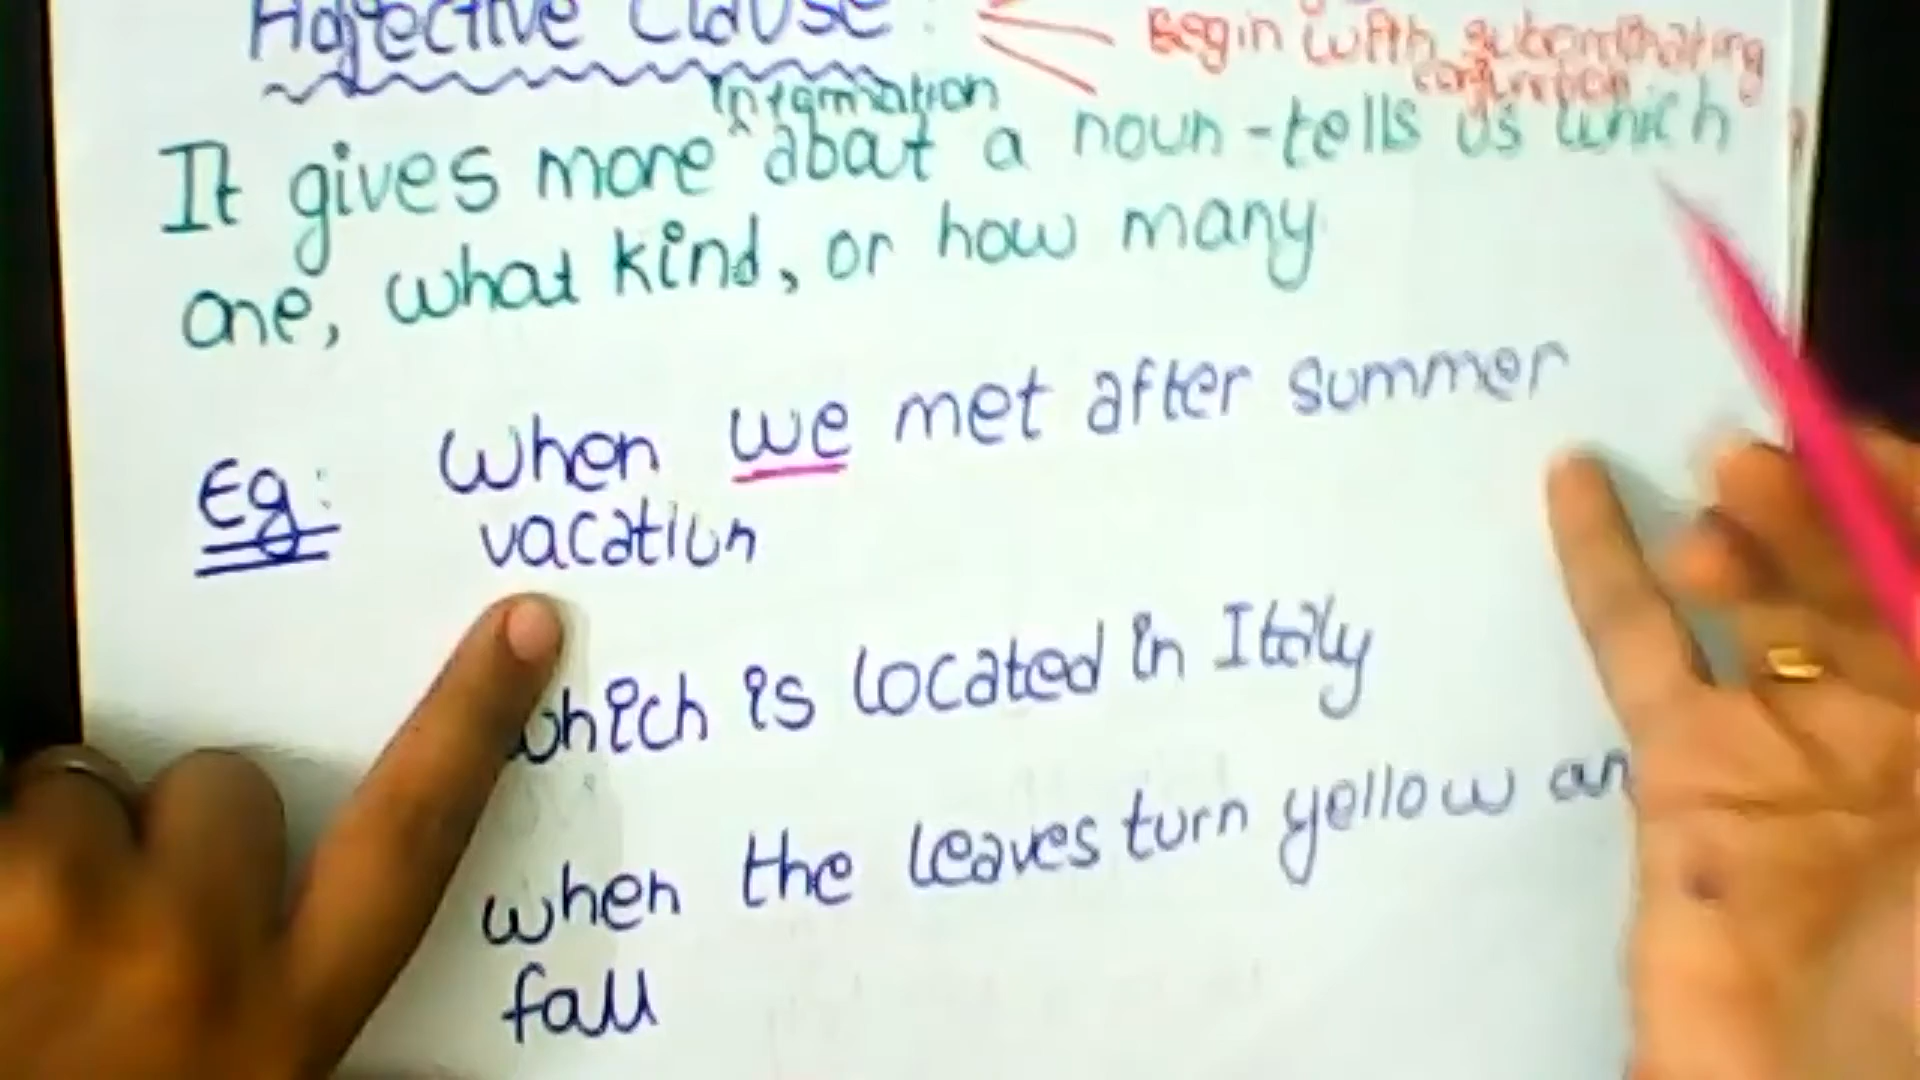 Adjective Clause :
Begin with subordinating
conjunction
Information
It gives more about a noun - tells us which
one, what kind, or how many
Eg: When we met after summer
vacation
which is located in Italy
when the leaves turn yellow an
fall